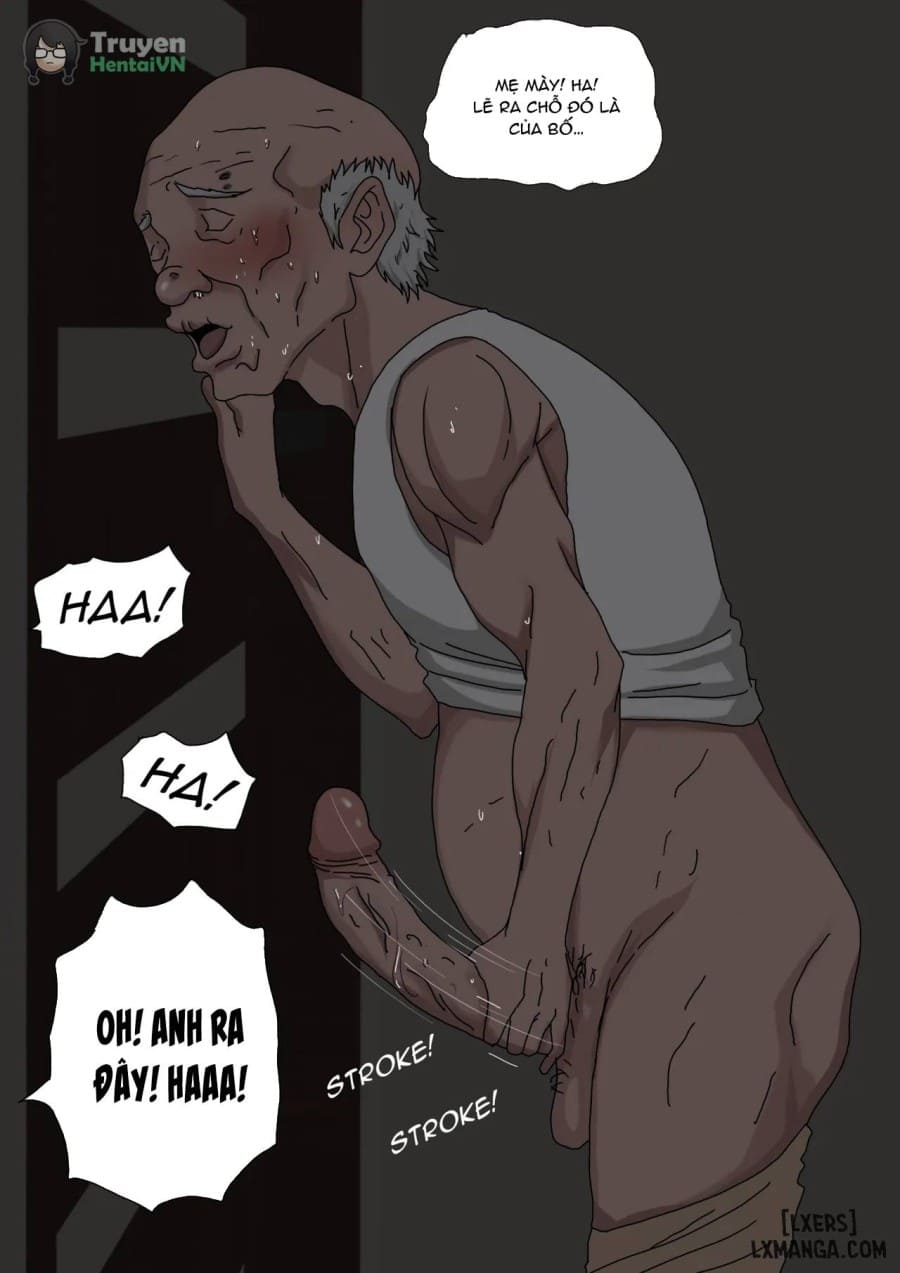 Truyen
HentaiVN
MẸ MÀY! HA!
LẼ RA CHỖ ĐÓ LÀ
CỦA BỐ...
HAA!
HA!
OH! ANH RA
ĐÂY! HAAA!
STROKE!
STROKE!
[LXERS]
LXMANGA.COM